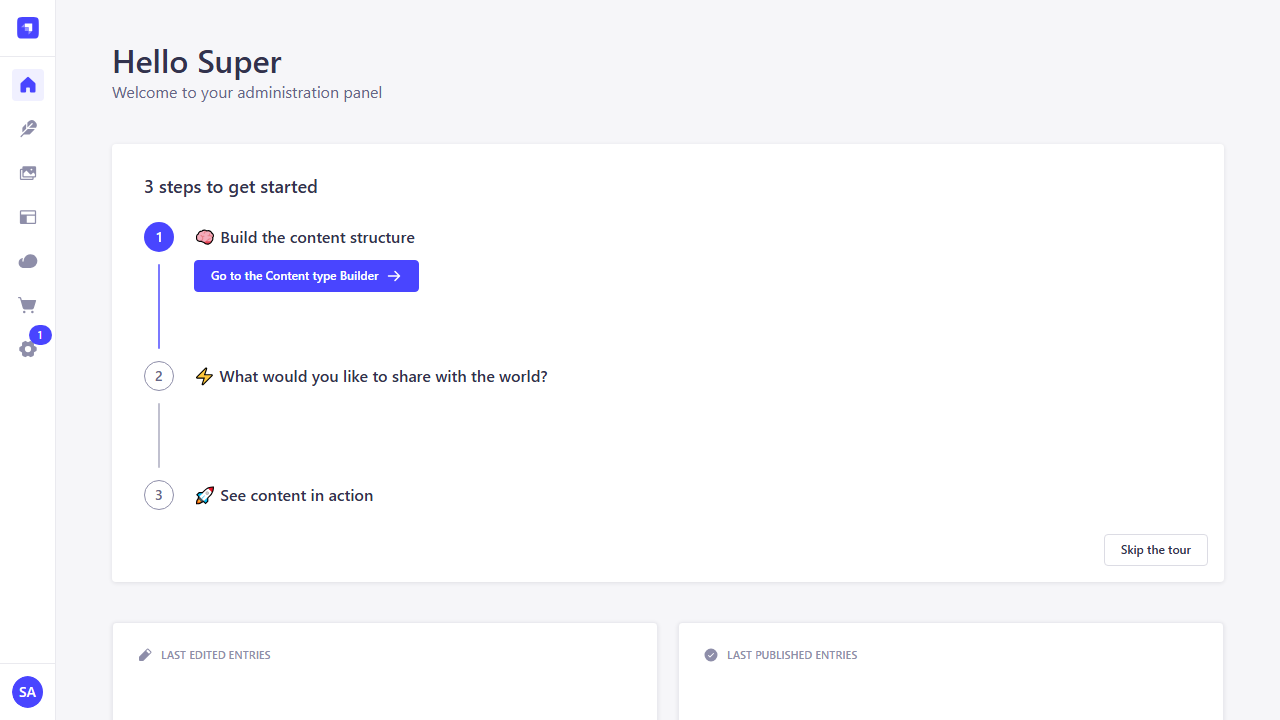 Hello Super
Welcome to your administration panel
3 steps to get started
1
🧠 Build the content structure
Go to the Content type Builder
1
2
⚡ What would you like to share with the world?
3
🚀 See content in action
Skip the tour
LAST EDITED ENTRIES
LAST PUBLISHED ENTRIES
SA